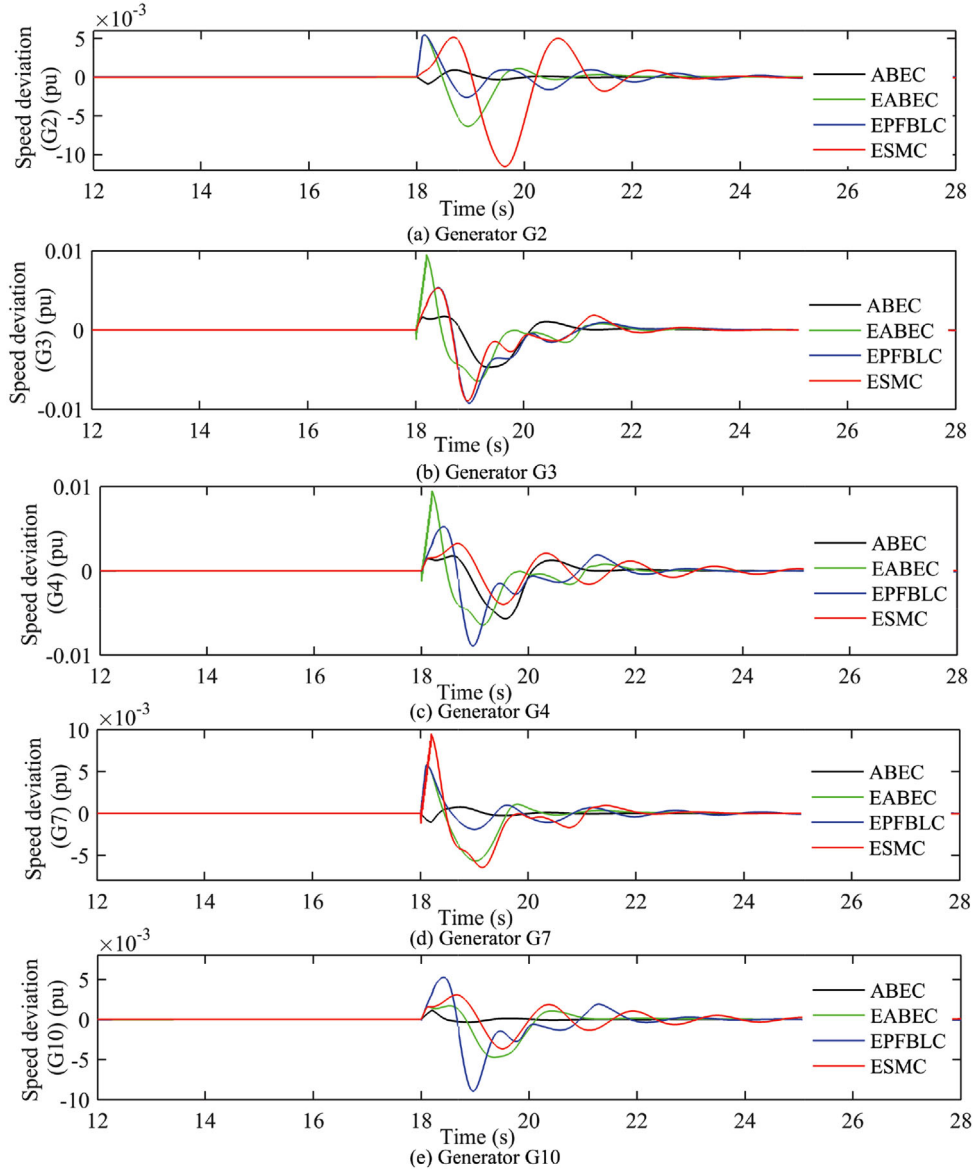 ×10⁻³
Speed deviation
(G2) (pu)
5
0
-5
-10
ABEC
EABEC
EPFBLC
ESMC
12 14 16 18 20 22 24 26 28
Time (s)
(a) Generator G2
Speed deviation
(G3) (pu)
0.01
0
-0.01
ABEC
EABEC
EPFBLC
ESMC
12 14 16 18 20 22 24 26 28
Time (s)
(b) Generator G3
Speed deviation
(G4) (pu)
0.01
0
-0.01
ABEC
EABEC
EPFBLC
ESMC
12 14 16 18 20 22 24 26 28
Time (s)
(c) Generator G4
×10⁻³
Speed deviation
(G7) (pu)
10
5
0
-5
ABEC
EABEC
EPFBLC
ESMC
12 14 16 18 20 22 24 26 28
Time (s)
(d) Generator G7
×10⁻³
Speed deviation
(G10) (pu)
5
0
-5
-10
ABEC
EABEC
EPFBLC
ESMC
12 14 16 18 20 22 24 26 28
Time (s)
(e) Generator G10